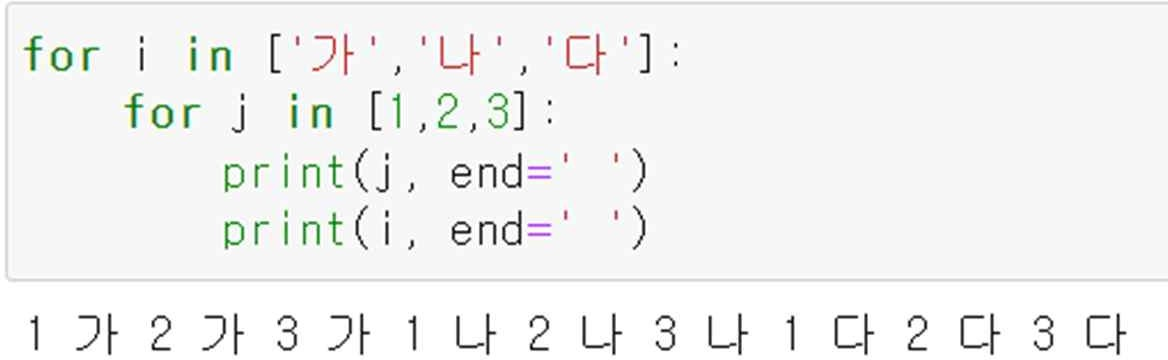 for i in ['가','나','다']:
    for j in [1,2,3]:
        print(j, end=' ')
        print(i, end=' ')
1 가 2 가 3 가 1 나 2 나 3 나 1 다 2 다 3 다